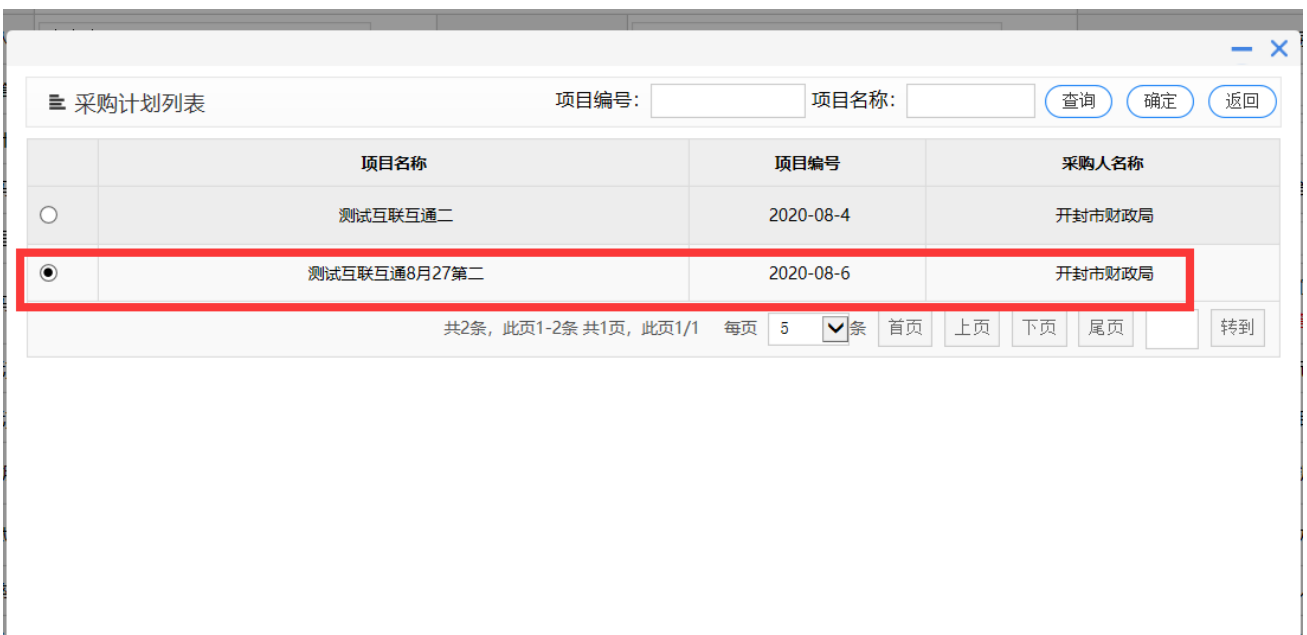 采购计划列表 项目编号： 项目名称： 查询 确定 返回
项目名称 项目编号 采购人名称
测试互联互通二 2020-08-4 开封市财政局
测试互联互通8月27第二 2020-08-6 开封市财政局
共2条，此页1-2条 共1页，此页1/1 每页 5 条 首页 上页 下页 尾页 转到